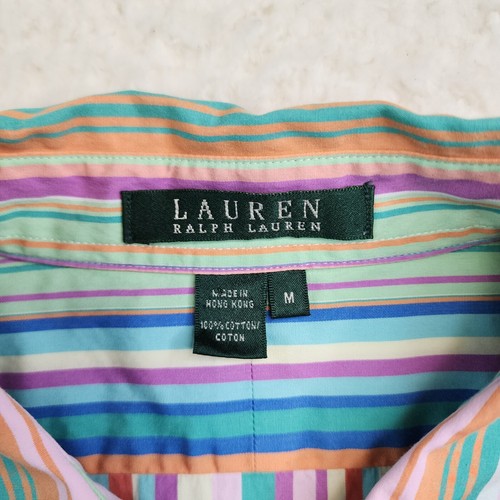 LAUREN
RALPH LAUREN
MADE IN
HONG KONG
100% COTTON/
COTON
M